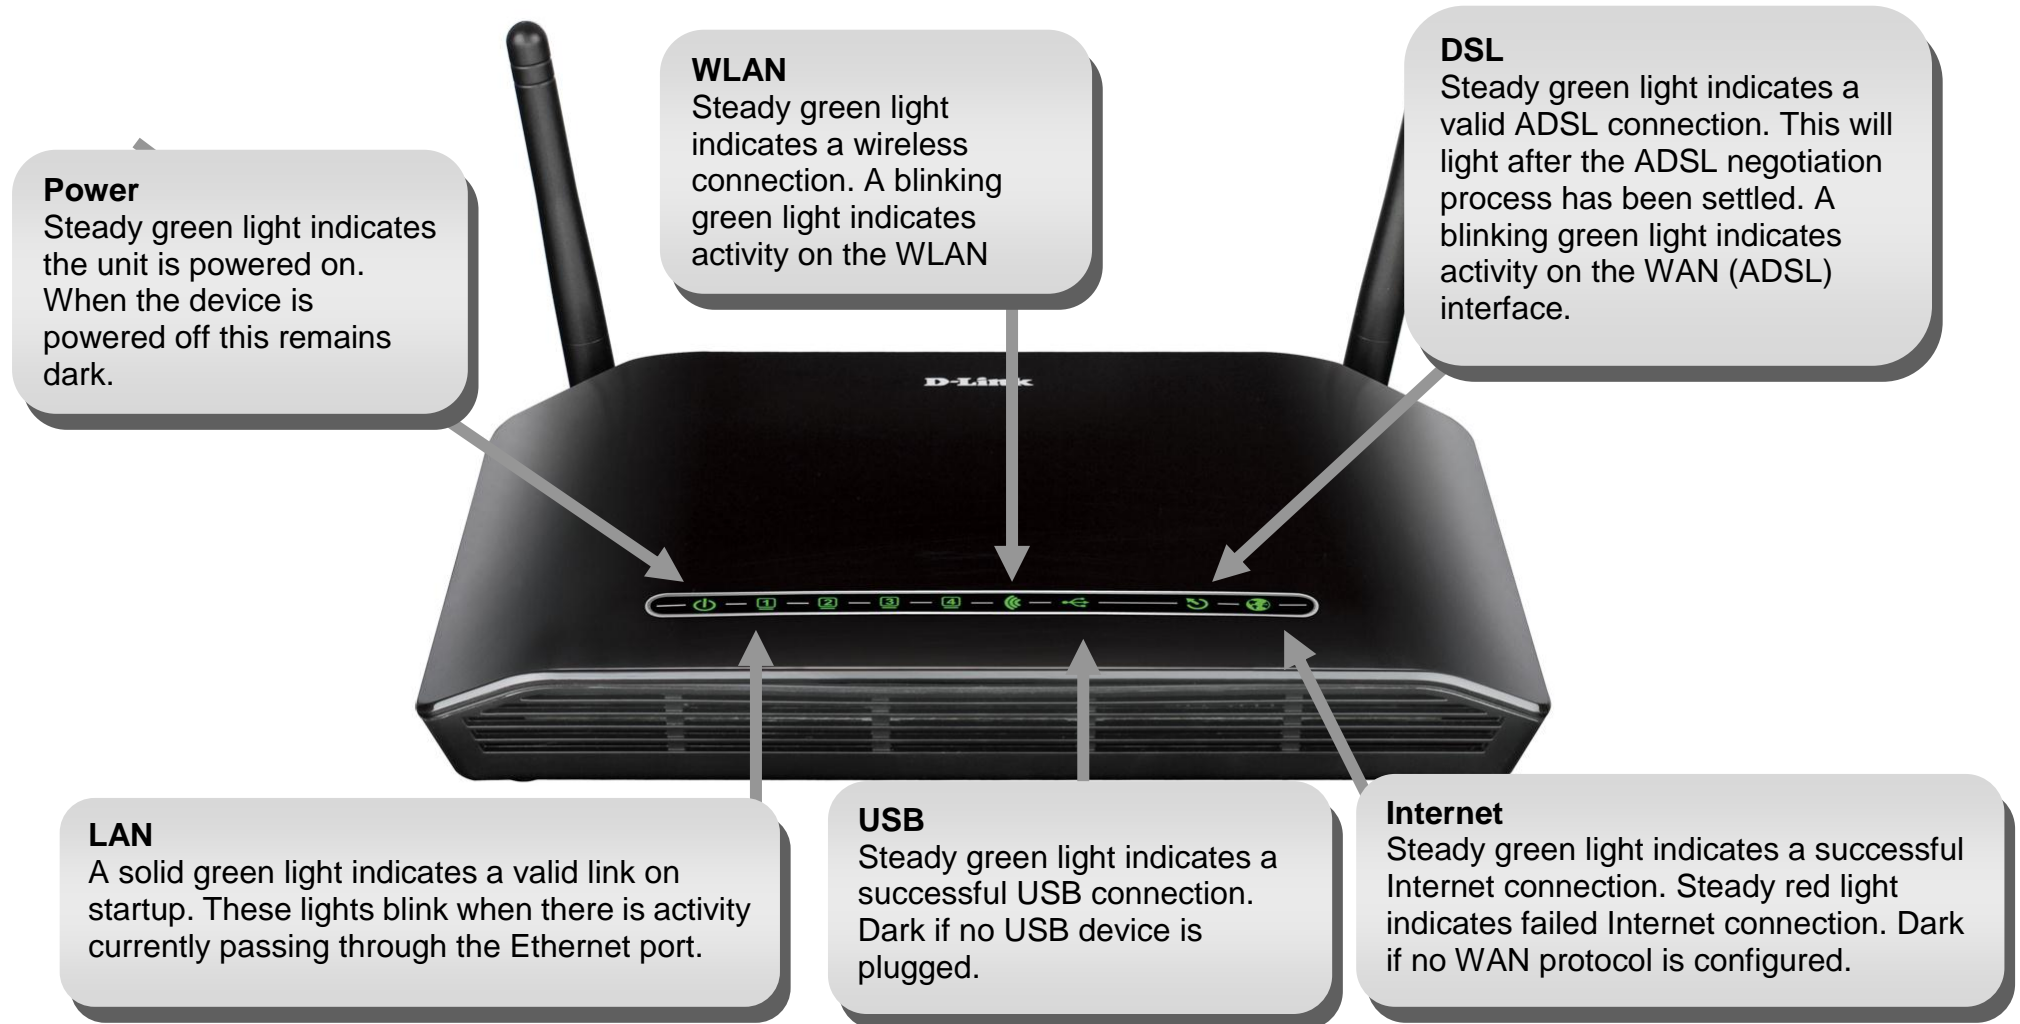 Power
Steady green light indicates
the unit is powered on.
When the device is
powered off this remains
dark.
WLAN
Steady green light
indicates a wireless
connection. A blinking
green light indicates
activity on the WLAN
DSL
Steady green light indicates a
valid ADSL connection. This will
light after the ADSL negotiation
process has been settled. A
blinking green light indicates
activity on the WAN (ADSL)
interface.
D-Link
1 2 3 4
LAN
A solid green light indicates a valid link on
startup. These lights blink when there is activity
currently passing through the Ethernet port.
USB
Steady green light indicates a
successful USB connection.
Dark if no USB device is
plugged.
Internet
Steady green light indicates a successful
Internet connection. Steady red light
indicates failed Internet connection. Dark
if no WAN protocol is configured.